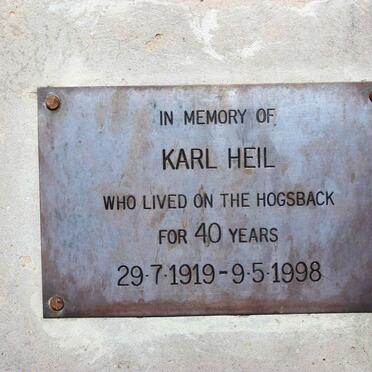 IN MEMORY OF
KARL HEIL
WHO LIVED ON THE HOGSBACK
FOR 40 YEARS
29·7·1919-9·5·1998